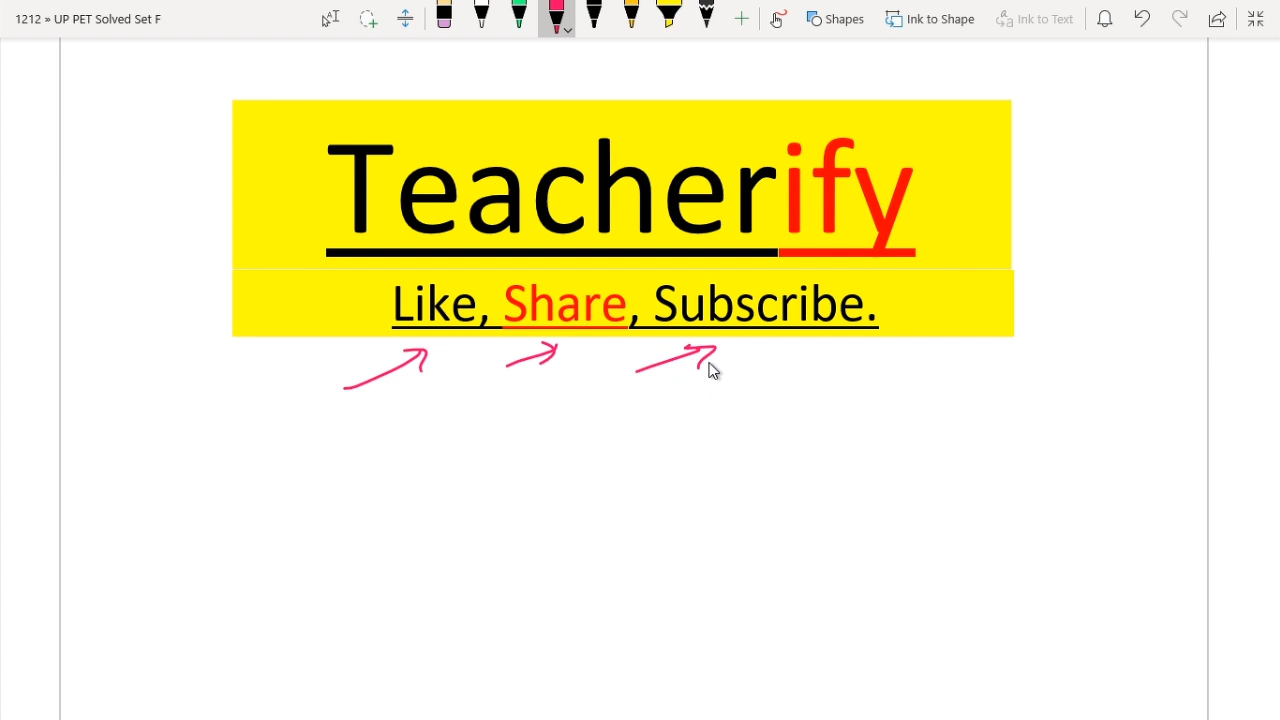 1212 » UP PET Solved Set F
Shapes
Ink to Shape
Ink to Text
Teacherify
Like, Share, Subscribe.